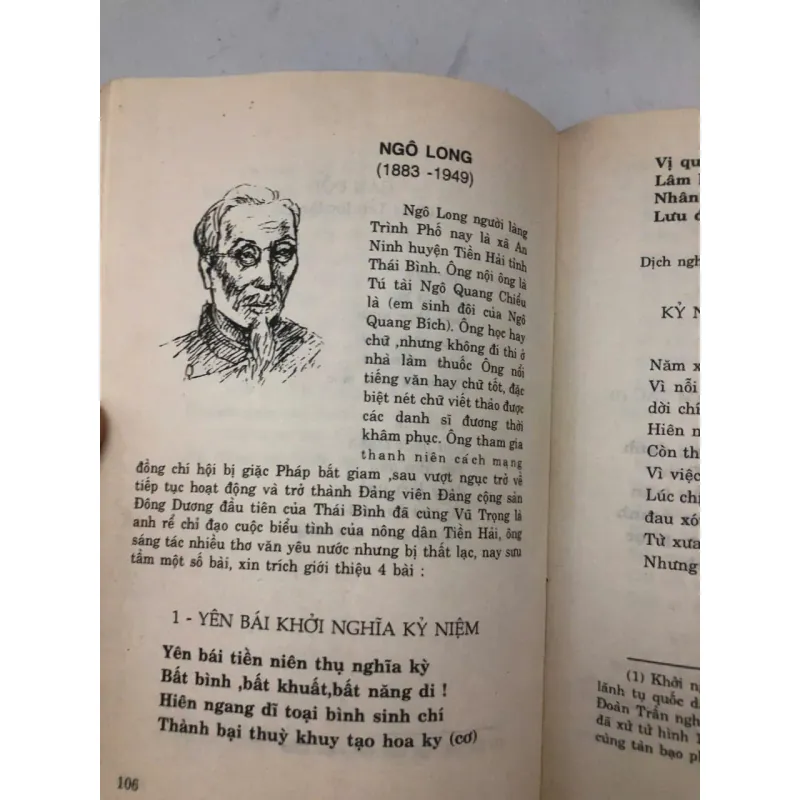 NGÔ LONG
(1883 -1949)
Ngô Long người làng
Trình Phố nay là xã An
Ninh huyện Tiền Hải tỉnh
Thái Bình. Ông nội ông là
Tú tài Ngô Quang Chiểu
là (em sinh đôi của Ngô
Quang Bích). Ông học hay
chữ ,nhưng không đi thi ở
nhà làm thuốc Ông nổi
tiếng văn hay chữ tốt, đặc
biệt nét chữ viết thảo được
các danh sĩ đương thời
khâm phục. Ông tham gia
thanh niên cách mạng
đồng chí hội bị giặc Pháp bắt giam ,sau vượt ngục trở về
tiếp tục hoạt động và trở thành Đảng viên Đảng cộng sản
Đông Dương đầu tiên của Thái Bình đã cùng Vũ Trọng là
anh rể chỉ đạo cuộc biểu tình của nông dân Tiền Hải, ông
sáng tác nhiều thơ văn yêu nước nhưng bị thất lạc, nay sưu
tầm một số bài, xin trích giới thiệu 4 bài :
1 - YÊN BÁI KHỞI NGHĨA KỶ NIỆM
Yên bái tiền niên thụ nghĩa kỳ
Bất bình ,bất khuất,bất năng di !
Hiên ngang dĩ toại bình sinh chí
Thành bại thuỳ khuy tạo hoa ky (cơ)
106
Vị qu
Lâm
Nhân
Lưu
Dịch ngh
KỶ N
Năm x
Vì nỗi
dời chí
Hiên n
Còn th
Vì việc
Lúc ch
đau xót
Từ xưa
Nhưng
(1) Khởi n
lãnh tụ quốc d
Đoàn Trần ngh
đã xử tử hình 1
cùng tàn bạo p